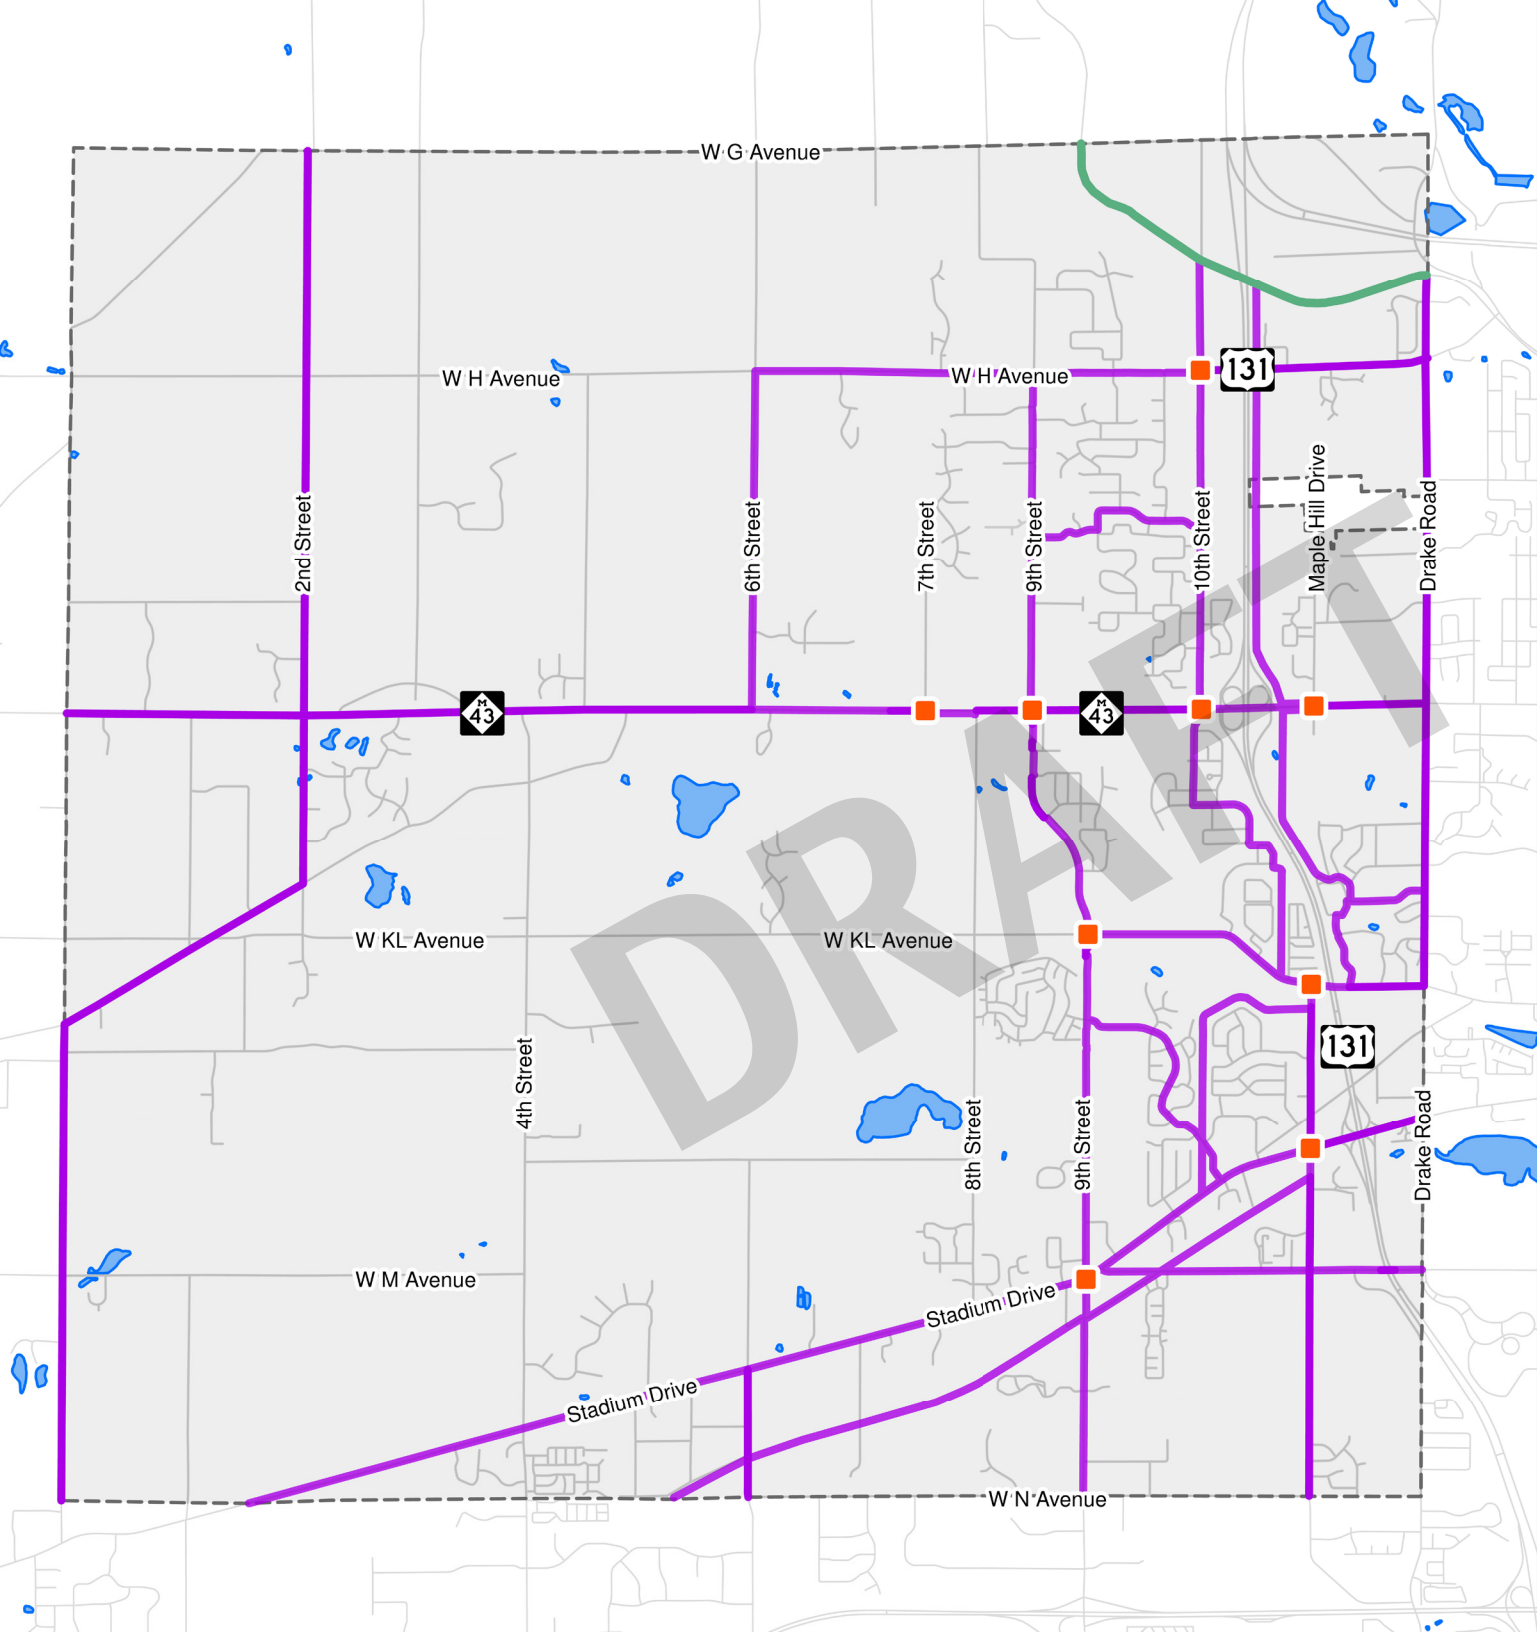 W G Avenue
W H Avenue
W H Avenue
131
2nd Street
6th Street
7th Street
9th Street
10th Street
Maple Hill Drive
Drake Road
M
43
M
43
DRAFT
W KL Avenue
W KL Avenue
131
4th Street
8th Street
9th Street
Drake Road
W M Avenue
Stadium Drive
Stadium Drive
W N Avenue